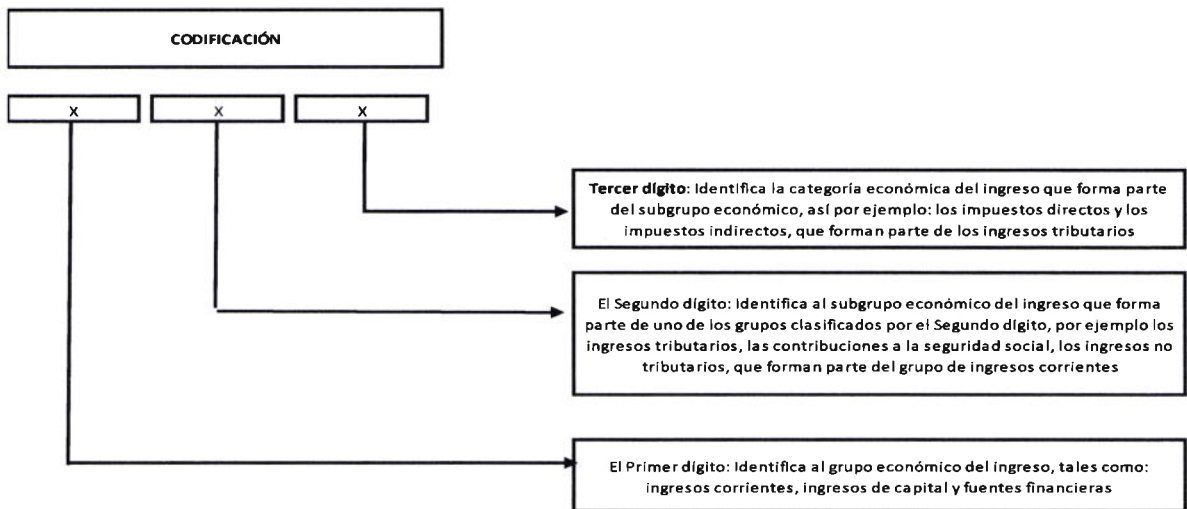 CODIFICACIÓN
X X X
Tercer dígito: Identifica la categoría económica del ingreso que forma parte
del subgrupo económico, así por ejemplo: los impuestos directos y los
impuestos indirectos, que forman parte de los ingresos tributarios
El Segundo dígito: Identifica al subgrupo económico del ingreso que forma
parte de uno de los grupos clasificados por el Segundo dígito, por ejemplo los
ingresos tributarios, las contribuciones a la seguridad social, los ingresos no
tributarios, que forman parte del grupo de ingresos corrientes
El Primer dígito: Identifica al grupo económico del ingreso, tales como:
ingresos corrientes, ingresos de capital y fuentes financieras